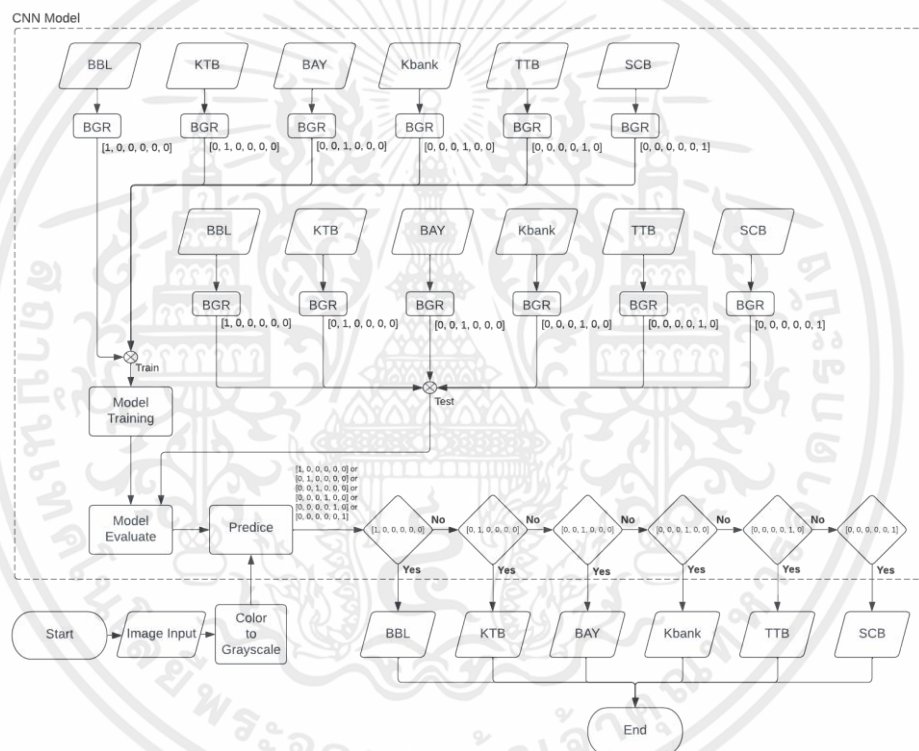 CNN Model
BBL
KTB
BAY
Kbank
TTB
SCB
BGR
BGR
BGR
BGR
BGR
BGR
[1, 0, 0, 0, 0, 0]
[0, 1, 0, 0, 0, 0]
[0, 0, 1, 0, 0, 0]
[0, 0, 0, 1, 0, 0]
[0, 0, 0, 0, 1, 0]
[0, 0, 0, 0, 0, 1]
BBL
KTB
BAY
Kbank
TTB
SCB
BGR
BGR
BGR
BGR
BGR
BGR
[1, 0, 0, 0, 0, 0]
[0, 1, 0, 0, 0, 0]
[0, 0, 1, 0, 0, 0]
[0, 0, 0, 1, 0, 0]
[0, 0, 0, 0, 1, 0]
[0, 0, 0, 0, 0, 1]
Train
Test
Model
Training
Model
Evaluate
Predice
[1, 0, 0, 0, 0, 0] or
[0, 1, 0, 0, 0, 0] or
[0, 0, 1, 0, 0, 0] or
[0, 0, 0, 1, 0, 0] or
[0, 0, 0, 0, 1, 0] or
[0, 0, 0, 0, 0, 1]
[1, 0, 0, 0, 0, 0]
No
[0, 1, 0, 0, 0, 0]
No
[0, 0, 1, 0, 0, 0]
No
[0, 0, 0, 1, 0, 0]
No
[0, 0, 0, 0, 1, 0]
No
[0, 0, 0, 0, 0, 1]
Yes
Yes
Yes
Yes
Yes
Yes
Start
Image Input
Color
to
Grayscale
BBL
KTB
BAY
Kbank
TTB
SCB
End